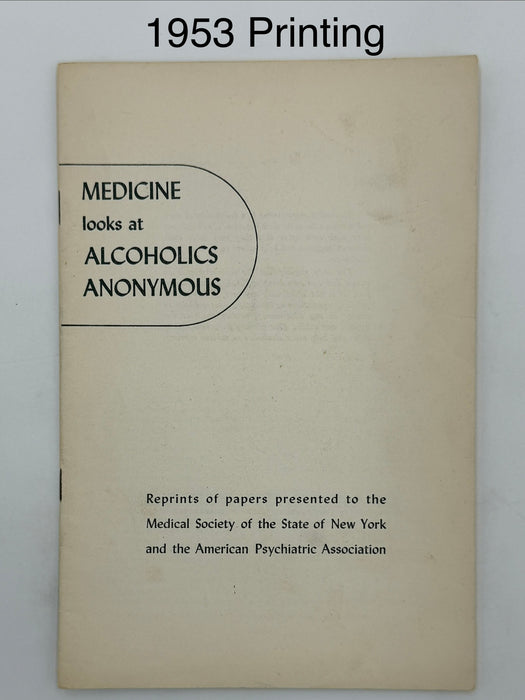 1953 Printing
MEDICINE
looks at
ALCOHOLICS
ANONYMOUS
Reprints of papers presented to the
Medical Society of the State of New York
and the American Psychiatric Association